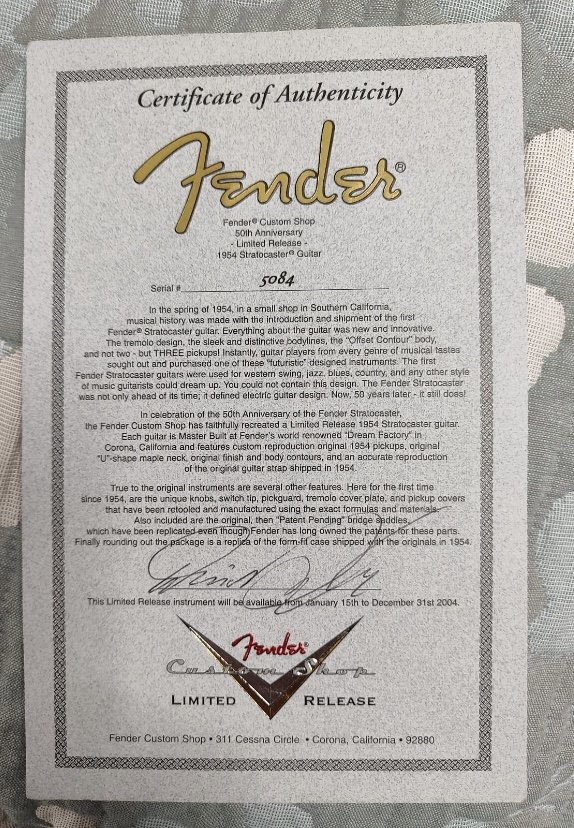 Certificate of Authenticity
Fender®
Fender® Custom Shop
50th Anniversary
- Limited Release -
1954 Stratocaster® Guitar
Serial # 5084
In the spring of 1954, in a small shop in Southern California,
musical history was made with the introduction and shipment of the first
Fender® Stratocaster guitar. Everything about the guitar was new and innovative.
The tremolo design, the sleek and distinctive bodylines, the "Offset Contour" body,
and not two - but THREE pickups! Instantly, guitar players from every genre of musical tastes
sought out and purchased one of these "futuristic" designed instruments. The first
Fender Stratocaster guitars were used for western swing, jazz, blues, country, and any other style
of music guitarists could dream up. You could not contain this design. The Fender Stratocaster
was not only ahead of its time; it defined electric guitar design. Now, 50 years later - it still does!
In celebration of the 50th Anniversary of the Fender Stratocaster,
the Fender Custom Shop has faithfully recreated a Limited Release 1954 Stratocaster guitar.
Each guitar is Master Built at Fender's world renowned "Dream Factory" in
Corona, California and features custom reproduction original 1954 pickups, original
"U"-shape maple neck, original finish and body contours, and an accurate reproduction
of the original guitar strap shipped in 1954.
True to the original instruments are several other features. Here for the first time
since 1954, are the unique knobs, switch tip, pickguard, tremolo cover plate, and pickup covers
that have been retooled and manufactured using the exact formulas and materials.
Also included are the original, then "Patent Pending" bridge saddles,
which have been replicated even though Fender has long owned the patents for these parts.
Finally rounding out the package is a replica of the form-fit case shipped with the originals in 1954.
This Limited Release instrument will be available from January 15th to December 31st 2004.
Fender®
Custom Shop
LIMITED RELEASE
Fender Custom Shop • 311 Cessna Circle • Corona, California • 92880